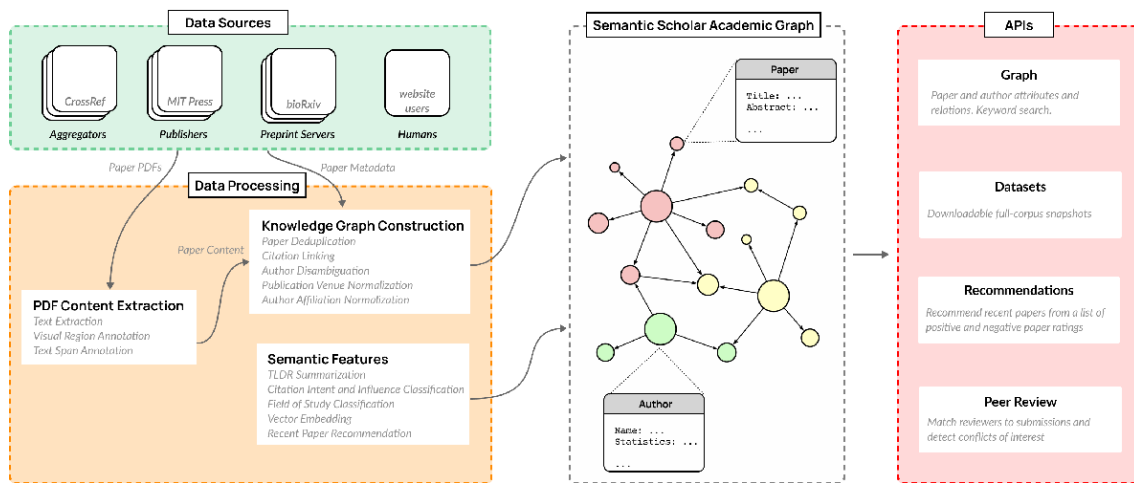 Data Sources
CrossRef
MIT Press
bioRxiv
website
users
Aggregators
Publishers
Preprint Servers
Humans
Paper PDFs
Paper Metadata
Data Processing
Knowledge Graph Construction
Paper Deduplication
Citation Linking
Author Disambiguation
Publication Venue Normalization
Author Affiliation Normalization
Paper Content
PDF Content Extraction
Text Extraction
Visual Region Annotation
Text Span Annotation
Semantic Features
TLDR Summarization
Citation Intent and Influence Classification
Field of Study Classification
Vector Embedding
Recent Paper Recommendation
Semantic Scholar Academic Graph
Paper
Title: ...
Abstract: ...
...
Author
Name: ...
Statistics: ...
...
APIs
Graph
Paper and author attributes and
relations. Keyword search.
Datasets
Downloadable full-corpus snapshots
Recommendations
Recommend recent papers from a list of
positive and negative paper ratings
Peer Review
Match reviewers to submissions and
detect conflicts of interest